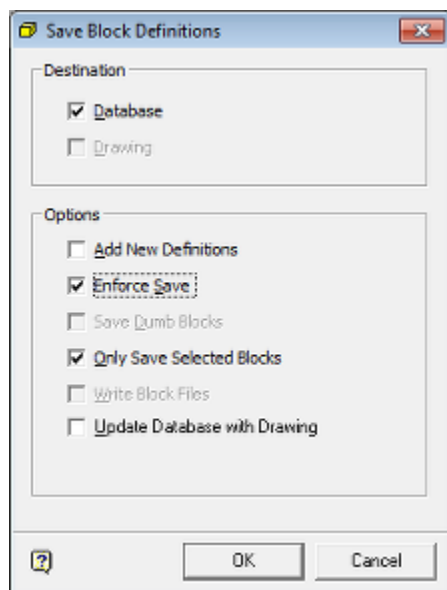 Save Block Definitions
Destination
Database
Drawing
Options
Add New Definitions
Enforce Save
Save Dumb Blocks
Only Save Selected Blocks
Write Block Files
Update Database with Drawing
?
OK
Cancel